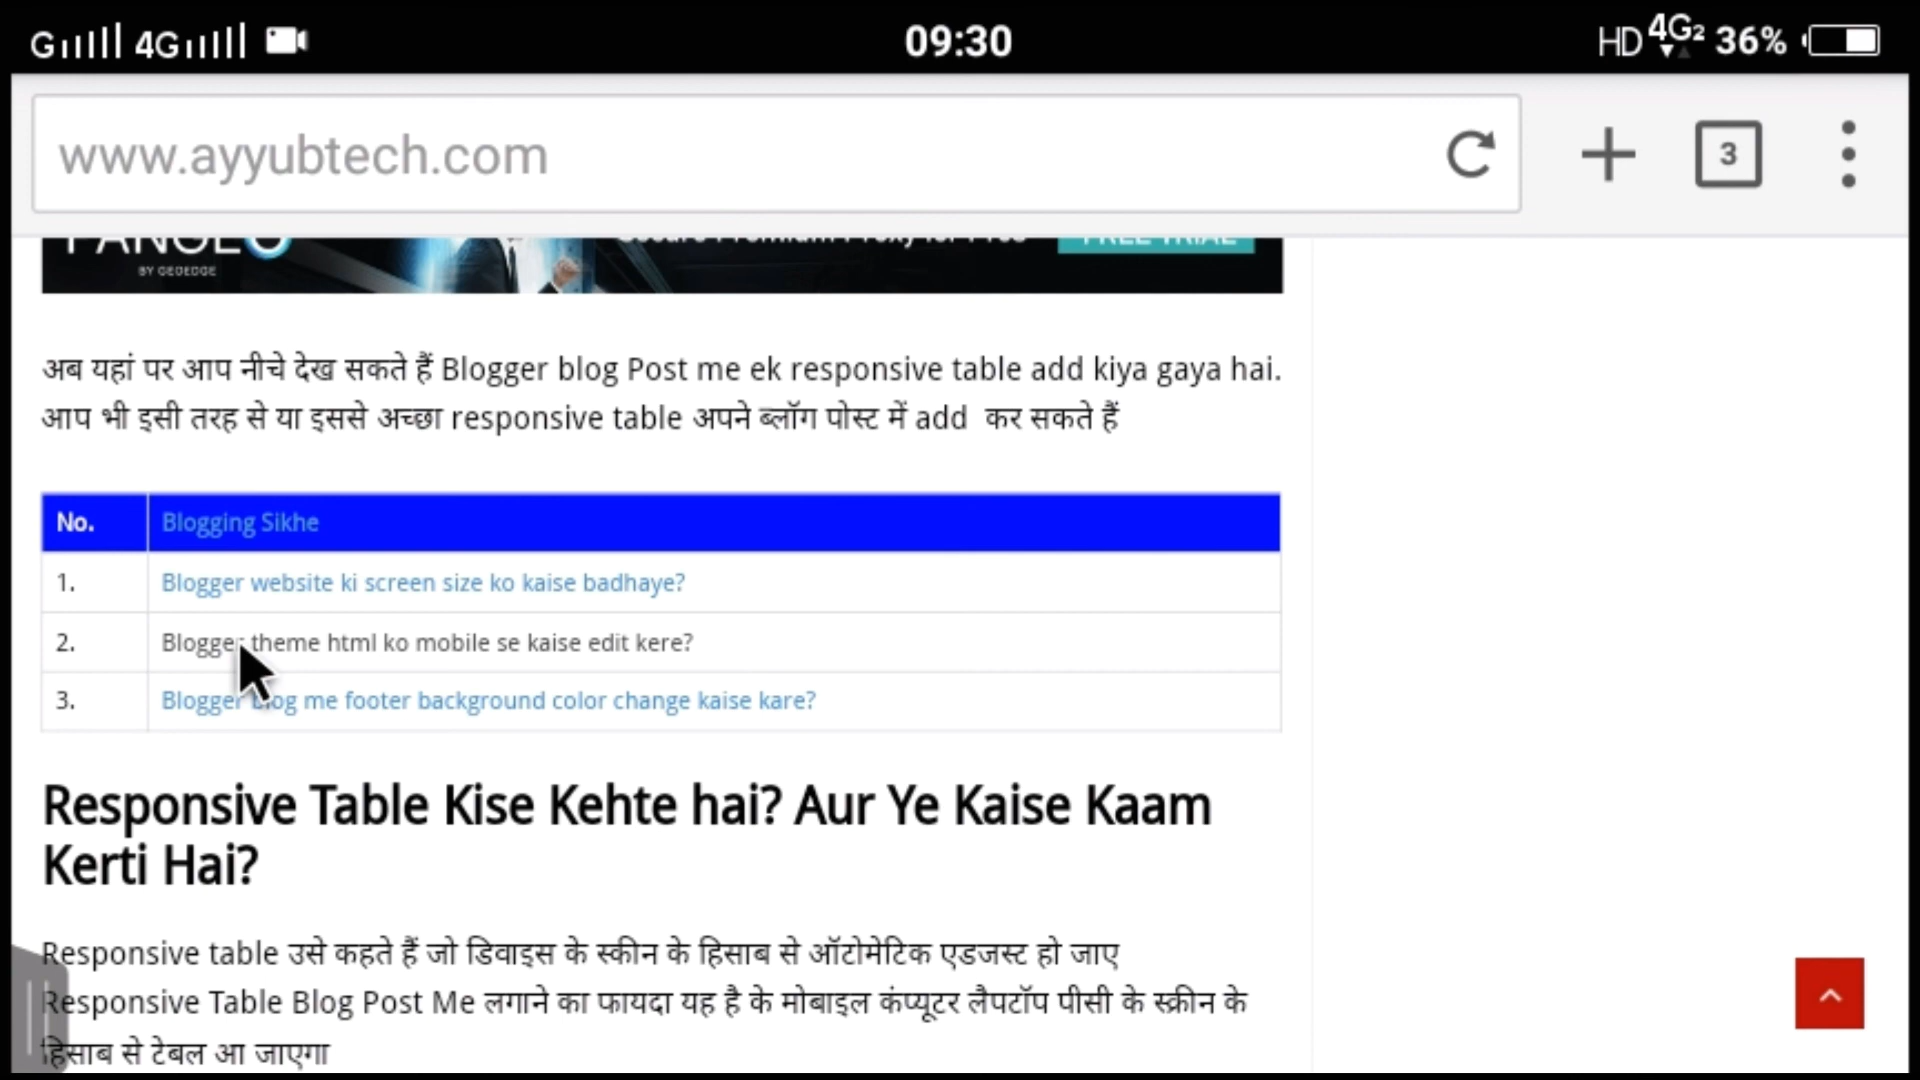 G 4G 09:30 HD 4G2 36%
www.ayyubtech.com 3
BY GEOEDGE
अब यहां पर आप नीचे देख सकते हैं Blogger blog Post me ek responsive table add kiya gaya hai.
आप भी इसी तरह से या इससे अच्छा responsive table अपने ब्लॉग पोस्ट में add कर सकते हैं
No. Blogging Sikhe
1. Blogger website ki screen size ko kaise badhaye?
2. Blogger theme html ko mobile se kaise edit kere?
3. Blogger blog me footer background color change kaise kare?
Responsive Table Kise Kehte hai? Aur Ye Kaise Kaam
Kerti Hai?
Responsive table उसे कहते हैं जो डिवाइस के स्कीन के हिसाब से ऑटोमेटिक एडजस्ट हो जाए
Responsive Table Blog Post Me लगाने का फायदा यह है के मोबाइल कंप्यूटर लैपटॉप पीसी के स्क्रीन के
हिसाब से टेबल आ जाएगा